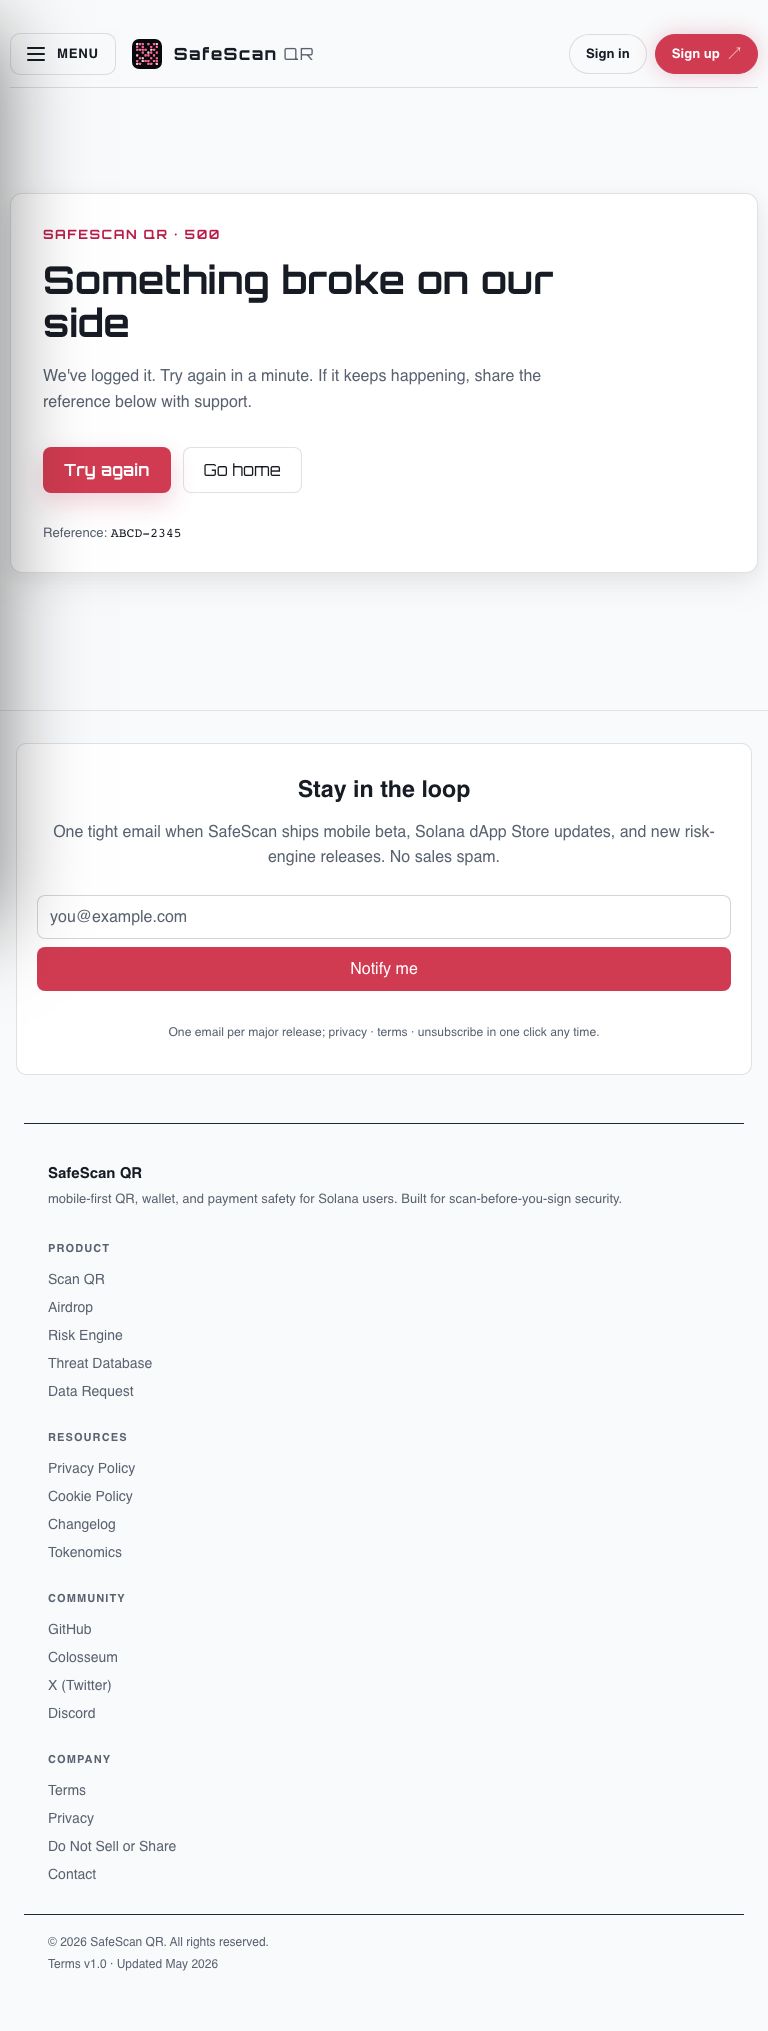 MENU
SafeScan QR
Sign in
Sign up ↗
SAFESCAN QR · 500
Something broke on our
side
We've logged it. Try again in a minute. If it keeps happening, share the
reference below with support.
Try again
Go home
Reference: ABCD-2345
Stay in the loop
One tight email when SafeScan ships mobile beta, Solana dApp Store updates, and new risk-
engine releases. No sales spam.
you@example.com
Notify me
One email per major release; privacy · terms · unsubscribe in one click any time.
SafeScan QR
mobile-first QR, wallet, and payment safety for Solana users. Built for scan-before-you-sign security.
PRODUCT
Scan QR
Airdrop
Risk Engine
Threat Database
Data Request
RESOURCES
Privacy Policy
Cookie Policy
Changelog
Tokenomics
COMMUNITY
GitHub
Colosseum
X (Twitter)
Discord
COMPANY
Terms
Privacy
Do Not Sell or Share
Contact
© 2026 SafeScan QR. All rights reserved.
Terms v1.0 · Updated May 2026